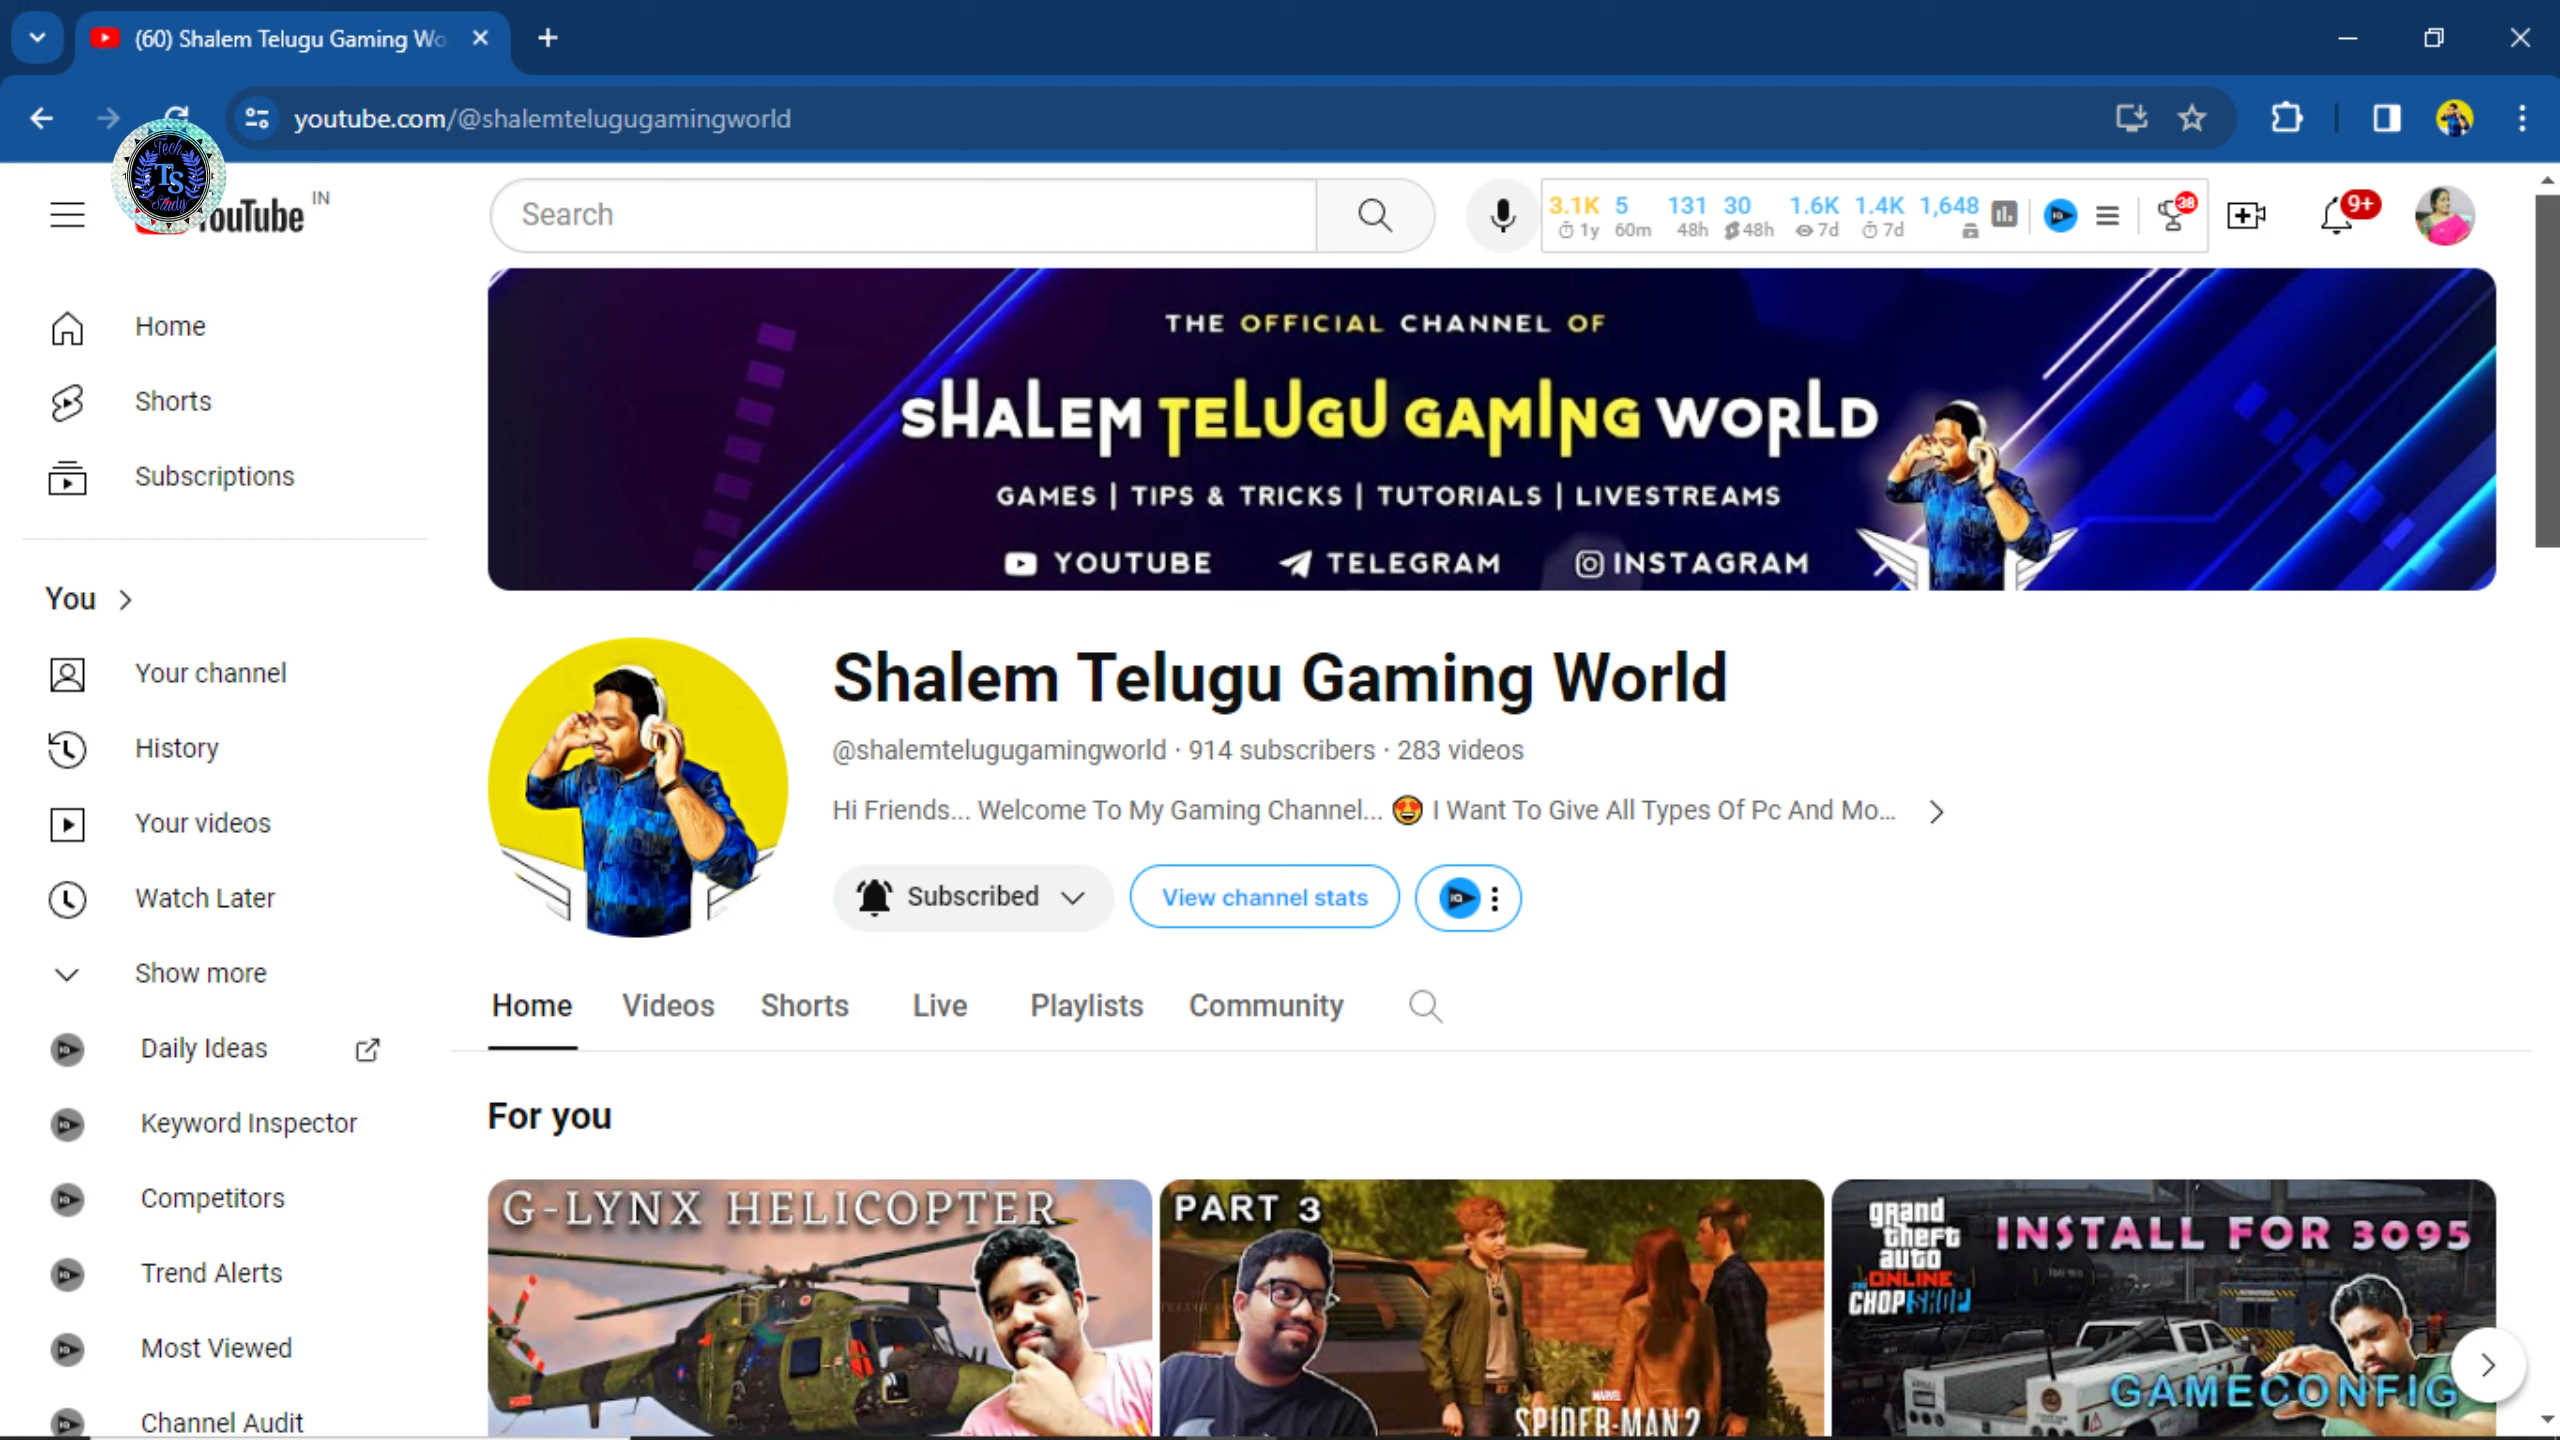 (60) Shalem Telugu Gaming Wo
youtube.com/@shalemtelugugamingworld
Tech
TS
Study
YouTube IN
Search
3.1K 5 131 30 1.6K 1.4K 1,648
1y 60m 48h 48h 7d 7d
38
9+
Home
Shorts
Subscriptions
You
Your channel
History
Your videos
Watch Later
Show more
Daily Ideas
Keyword Inspector
Competitors
Trend Alerts
Most Viewed
Channel Audit
THE OFFICIAL CHANNEL OF
SHALEM TELUGU GAMING WORLD
GAMES | TIPS & TRICKS | TUTORIALS | LIVESTREAMS
YOUTUBE TELEGRAM INSTAGRAM
Shalem Telugu Gaming World
@shalemtelugugamingworld · 914 subscribers · 283 videos
Hi Friends... Welcome To My Gaming Channel... 😍 I Want To Give All Types Of Pc And Mo...
Subscribed
View channel stats
Home Videos Shorts Live Playlists Community
For you
G-LYNX HELICOPTER
PART 3
MARVEL
SPIDER-MAN 2
grand
theft
auto
ONLINE
THE CHOP SHOP
INSTALL FOR 3095
GAMECONFIG